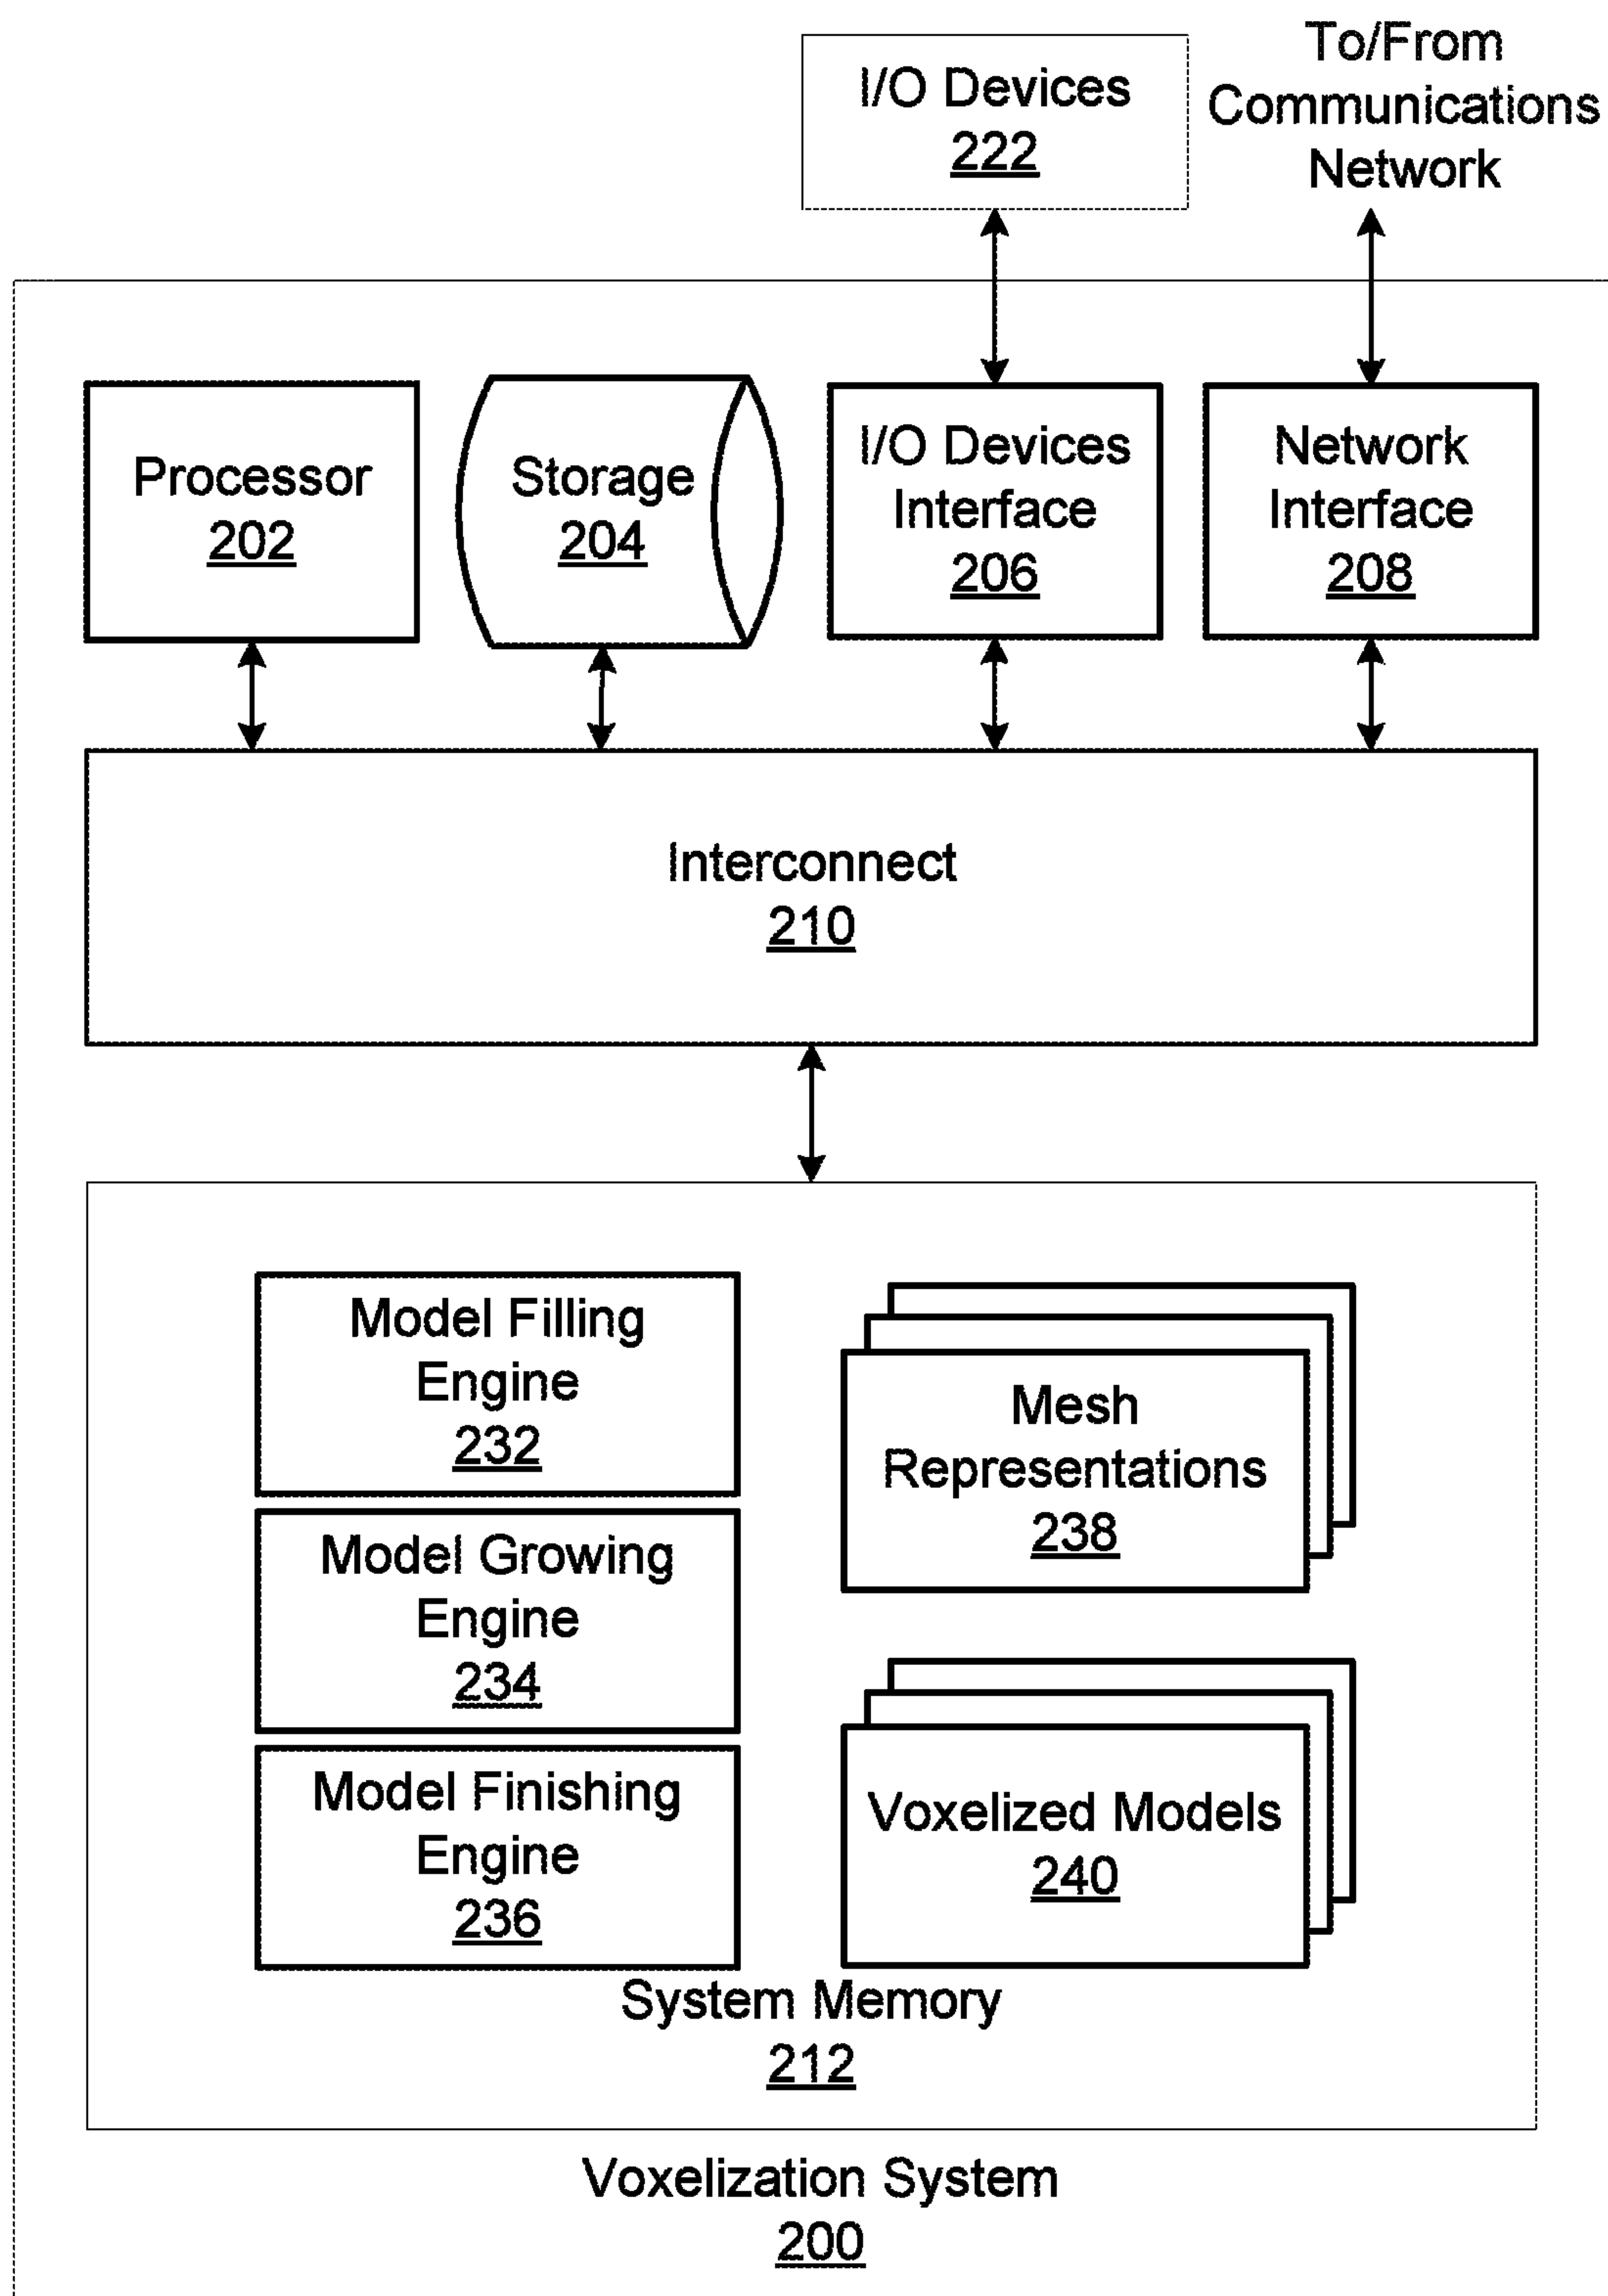 I/O Devices
222
To/From
Communications
Network
Processor
202
Storage
204
I/O Devices
Interface
206
Network
Interface
208
Interconnect
210
Model Filling
Engine
232
Model Growing
Engine
234
Model Finishing
Engine
236
Mesh
Representations
238
Voxelized Models
240
System Memory
212
Voxelization System
200